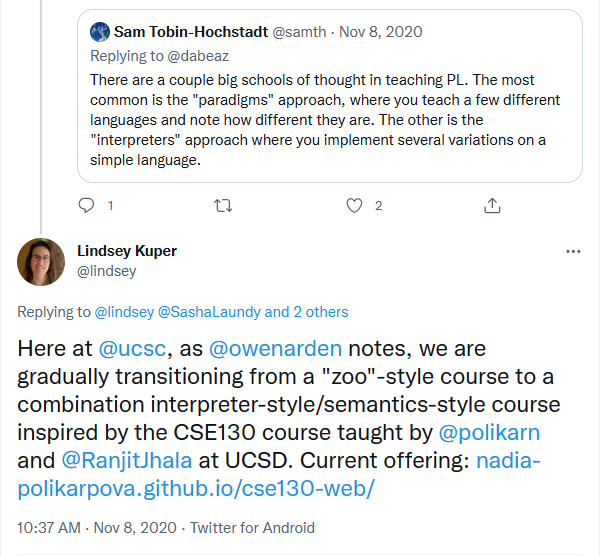 Sam Tobin-Hochstadt @samth · Nov 8, 2020
Replying to @dabeaz
There are a couple big schools of thought in teaching PL. The most
common is the "paradigms" approach, where you teach a few different
languages and note how different they are. The other is the
"interpreters" approach where you implement several variations on a
simple language.
1 2
Lindsey Kuper
@lindsey
Replying to @lindsey @SashaLaundy and 2 others
Here at @ucsc, as @owenarden notes, we are
gradually transitioning from a "zoo"-style course to a
combination interpreter-style/semantics-style course
inspired by the CSE130 course taught by @polikarn
and @RanjitJhala at UCSD. Current offering: nadia-
polikarpova.github.io/cse130-web/
10:37 AM · Nov 8, 2020 · Twitter for Android